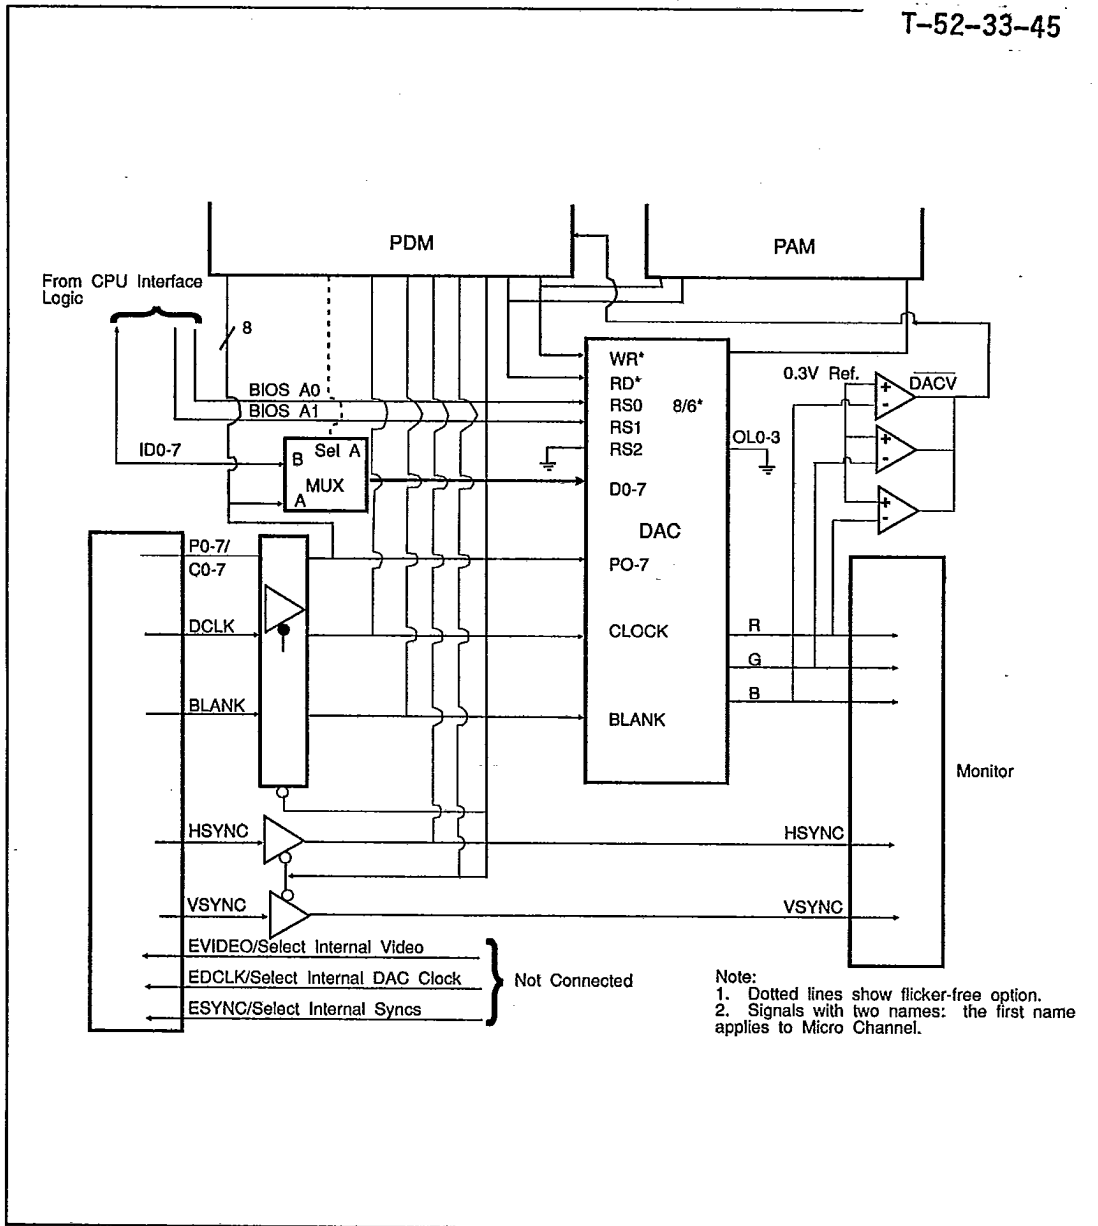 T-52-33-45
PDM
PAM
From CPU Interface
Logic
8
BIOS A0
BIOS A1
ID0-7
B
Sel A
MUX
A
WR*
RD*
RS0
8/6*
RS1
RS2
D0-7
DAC
PO-7
CLOCK
BLANK
OL0-3
0.3V Ref.
DACV
+
-
+
-
+
-
P0-7/
C0-7
DCLK
BLANK
R
G
B
Monitor
HSYNC
HSYNC
VSYNC
VSYNC
EVIDEO/Select Internal Video
EDCLK/Select Internal DAC Clock
ESYNC/Select Internal Syncs
Not Connected
Note:
1. Dotted lines show flicker-free option.
2. Signals with two names: the first name
applies to Micro Channel.